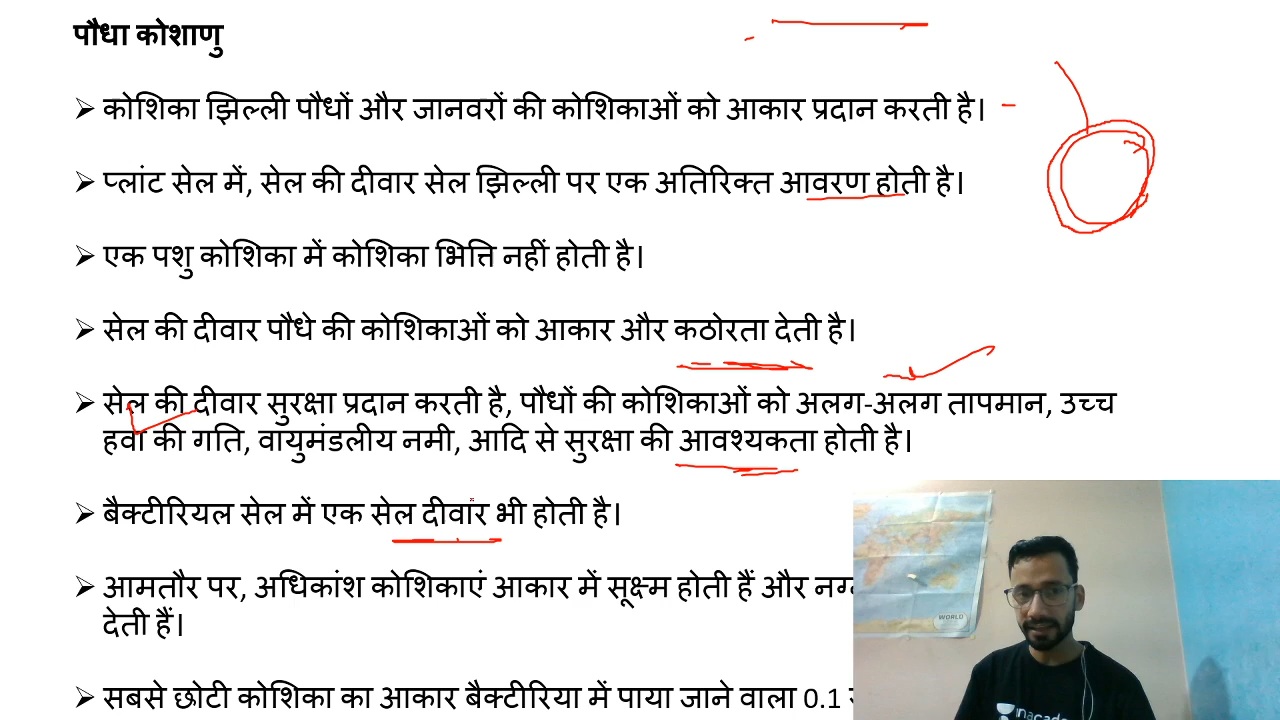 पौधा कोशाणु
➢ कोशिका झिल्ली पौधों और जानवरों की कोशिकाओं को आकार प्रदान करती है।
➢ प्लांट सेल में, सेल की दीवार सेल झिल्ली पर एक अतिरिक्त आवरण होती है।
➢ एक पशु कोशिका में कोशिका भित्ति नहीं होती है।
➢ सेल की दीवार पौधे की कोशिकाओं को आकार और कठोरता देती है।
➢ सेल की दीवार सुरक्षा प्रदान करती है, पौधों की कोशिकाओं को अलग-अलग तापमान, उच्च
हवा की गति, वायुमंडलीय नमी, आदि से सुरक्षा की आवश्यकता होती है।
➢ बैक्टीरियल सेल में एक सेल दीवार भी होती है।
➢ आमतौर पर, अधिकांश कोशिकाएं आकार में सूक्ष्म होती हैं और
देती हैं।
➢ सबसे छोटी कोशिका का आकार बैक्टीरिया में पाया जाने वाला 0.1
WORLD